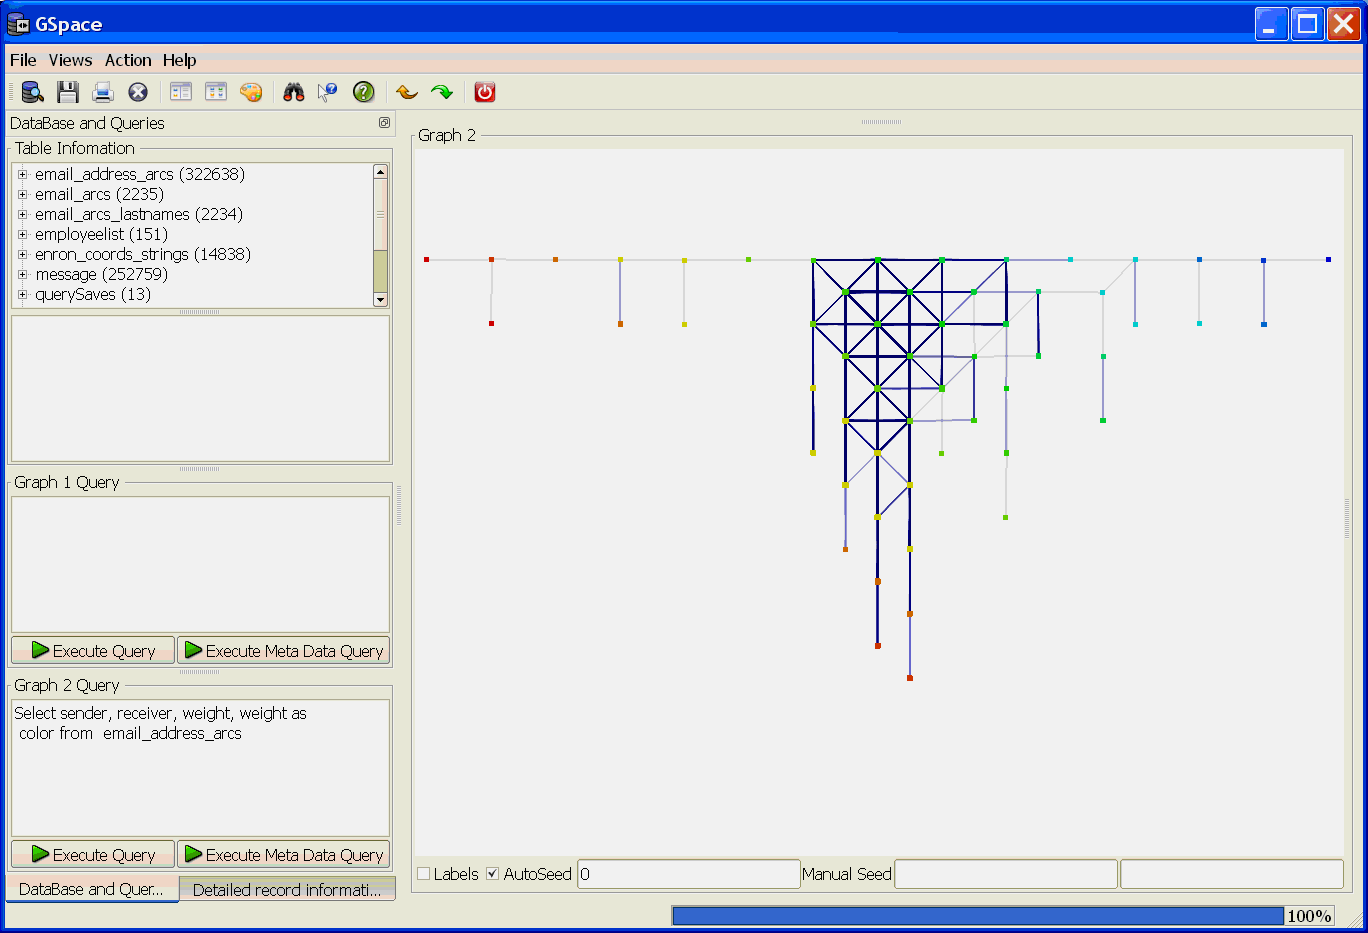 GSpace
File Views Action Help
DataBase and Queries
Table Infomation
email_address_arcs (322638)
email_arcs (2235)
email_arcs_lastnames (2234)
employeelist (151)
enron_coords_strings (14838)
message (252759)
querySaves (13)
Graph 1 Query
Execute Query Execute Meta Data Query
Graph 2 Query
Select sender, receiver, weight, weight as
color from email_address_arcs
Execute Query Execute Meta Data Query
DataBase and Quer... Detailed record informati...
Graph 2
Labels AutoSeed 0 Manual Seed
100%